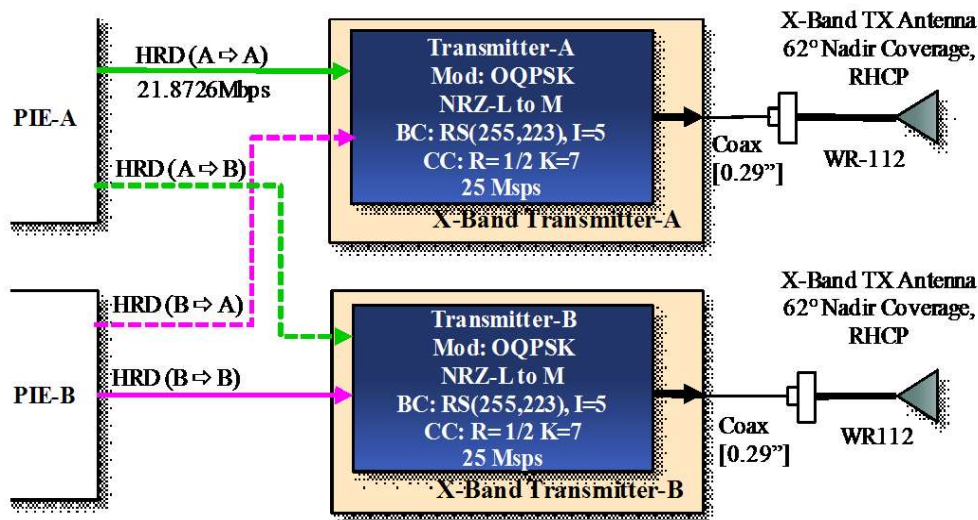 HRD (A ⇨ A)
21.8726Mbps
PIE-A
HRD (A ⇨ B)
Transmitter-A
Mod: OQPSK
NRZ-L to M
BC: RS(255,223), I=5
CC: R= 1/2 K=7
25 Msps
X-Band Transmitter-A
X-Band TX Antenna
62° Nadir Coverage,
RHCP
Coax
[0.29”]
WR-112
HRD (B ⇨ A)
PIE-B
HRD (B ⇨ B)
Transmitter-B
Mod: OQPSK
NRZ-L to M
BC: RS(255,223), I=5
CC: R= 1/2 K=7
25 Msps
X-Band Transmitter-B
X-Band TX Antenna
62° Nadir Coverage,
RHCP
Coax
[0.29”]
WR112